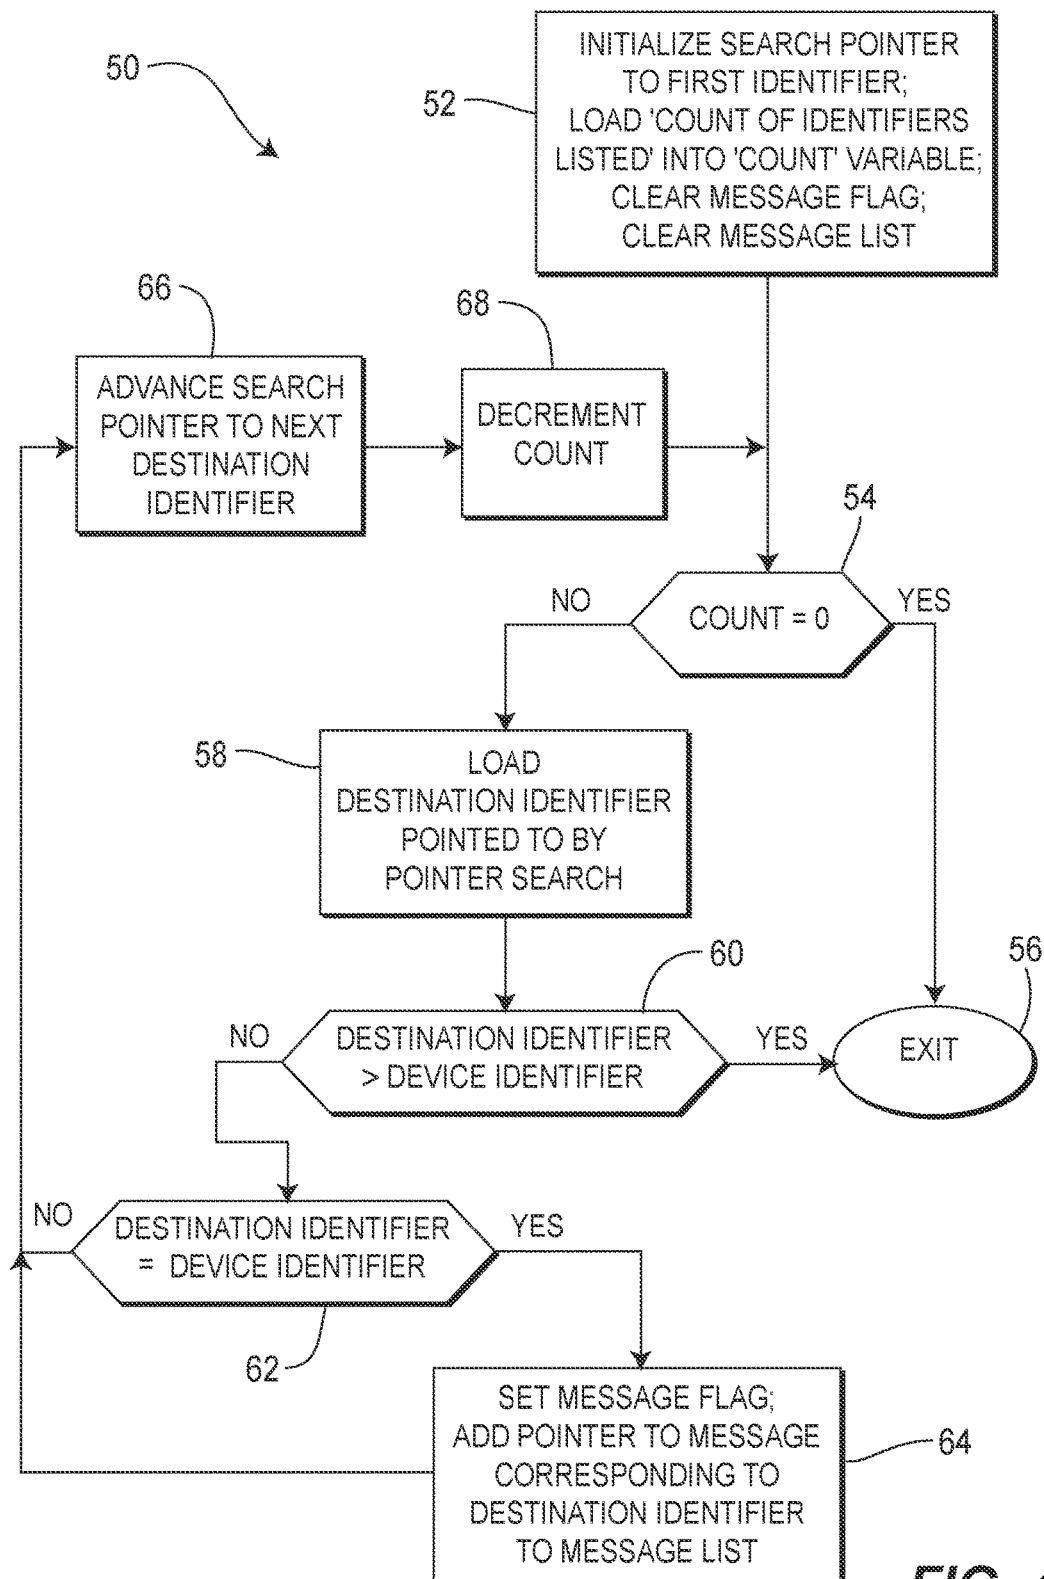 50
52
INITIALIZE SEARCH POINTER
TO FIRST IDENTIFIER;
LOAD 'COUNT OF IDENTIFIERS
LISTED' INTO 'COUNT' VARIABLE;
CLEAR MESSAGE FLAG;
CLEAR MESSAGE LIST
66
68
ADVANCE SEARCH
POINTER TO NEXT
DESTINATION
IDENTIFIER
DECREMENT
COUNT
54
NO
COUNT = 0
YES
58
LOAD
DESTINATION IDENTIFIER
POINTED TO BY
POINTER SEARCH
60
56
NO
DESTINATION IDENTIFIER
> DEVICE IDENTIFIER
YES
EXIT
NO
DESTINATION IDENTIFIER
= DEVICE IDENTIFIER
YES
62
SET MESSAGE FLAG;
ADD POINTER TO MESSAGE
CORRESPONDING TO
DESTINATION IDENTIFIER
TO MESSAGE LIST
64
FIG.